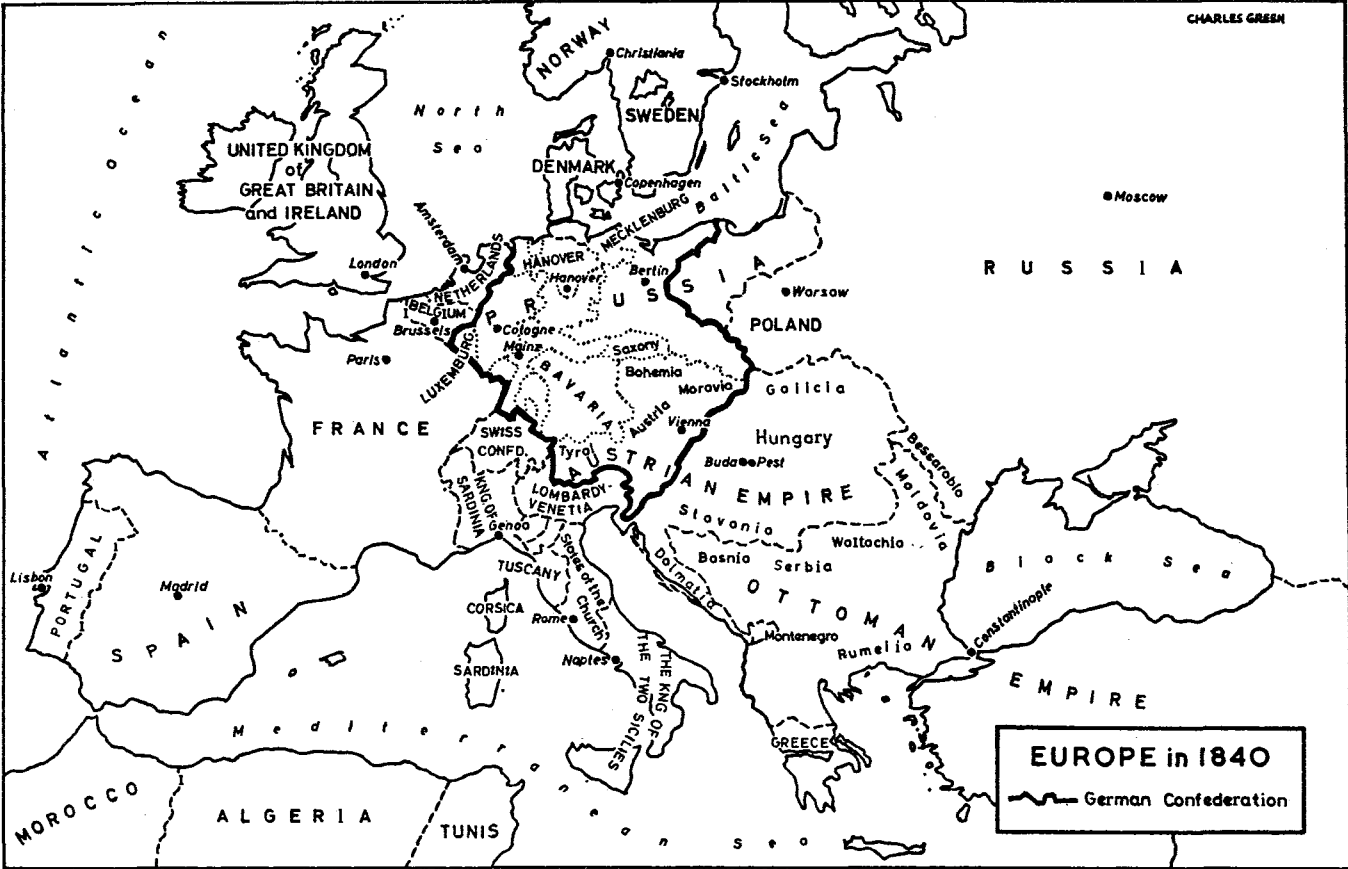 CHARLES GREEN
Atlantic Ocean
North
Sea
NORWAY
Christiania
Stockholm
SWEDEN
Baltic Sea
UNITED KINGDOM
of
GREAT BRITAIN
and IRELAND
London
DENMARK
Copenhagen
MECKLENBURG
Moscow
RUSSIA
Amsterdam
NETHERLANDS
HANOVER
Hanover
Berlin
PRUSSIA
Warsaw
POLAND
BELGIUM
Brussels
Cologne
LUXEMBURG
Mainz
Saxony
Bohemia
Moravia
Galicia
Paris
FRANCE
BAVARIA
Austria
Vienna
Hungary
Buda Pest
Bessarabia
Moldavia
SWISS
CONFD.
Tyrol
AUSTRIAN EMPIRE
KNG. OF
SARDINIA
LOMBARDY-
VENETIA
Genoa
Slavonia
Wallachia
Bosnia
Serbia
Dalmatia
Black Sea
OTTOMAN
EMPIRE
Constantinople
Montenegro
Rumelia
TUSCANY
States of the
Church
CORSICA
Rome
Naples
SARDINIA
THE KNG. OF
THE TWO SICILIES
GREECE
Lisbon
PORTUGAL
Madrid
SPAIN
Mediterranean Sea
MOROCCO
ALGERIA
TUNIS
EUROPE in 1840
German Confederation